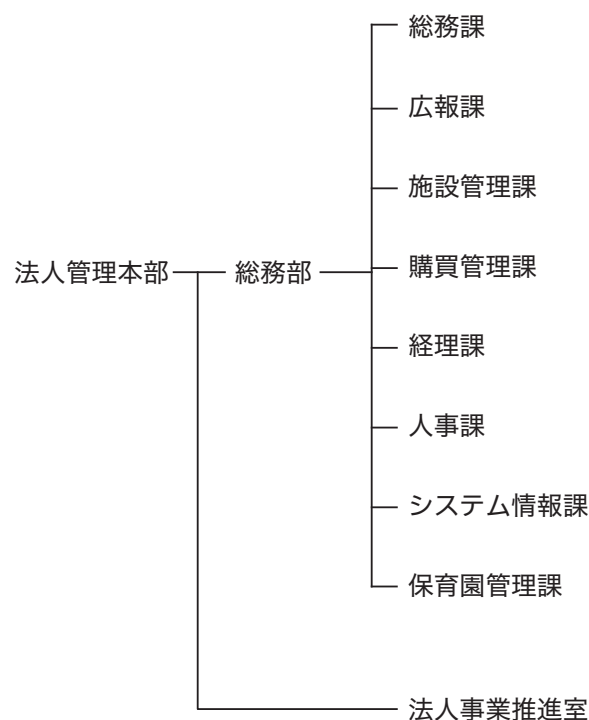 総務課
広報課
施設管理課
法人管理本部 総務部 購買管理課
経理課
人事課
システム情報課
保育園管理課
法人事業推進室